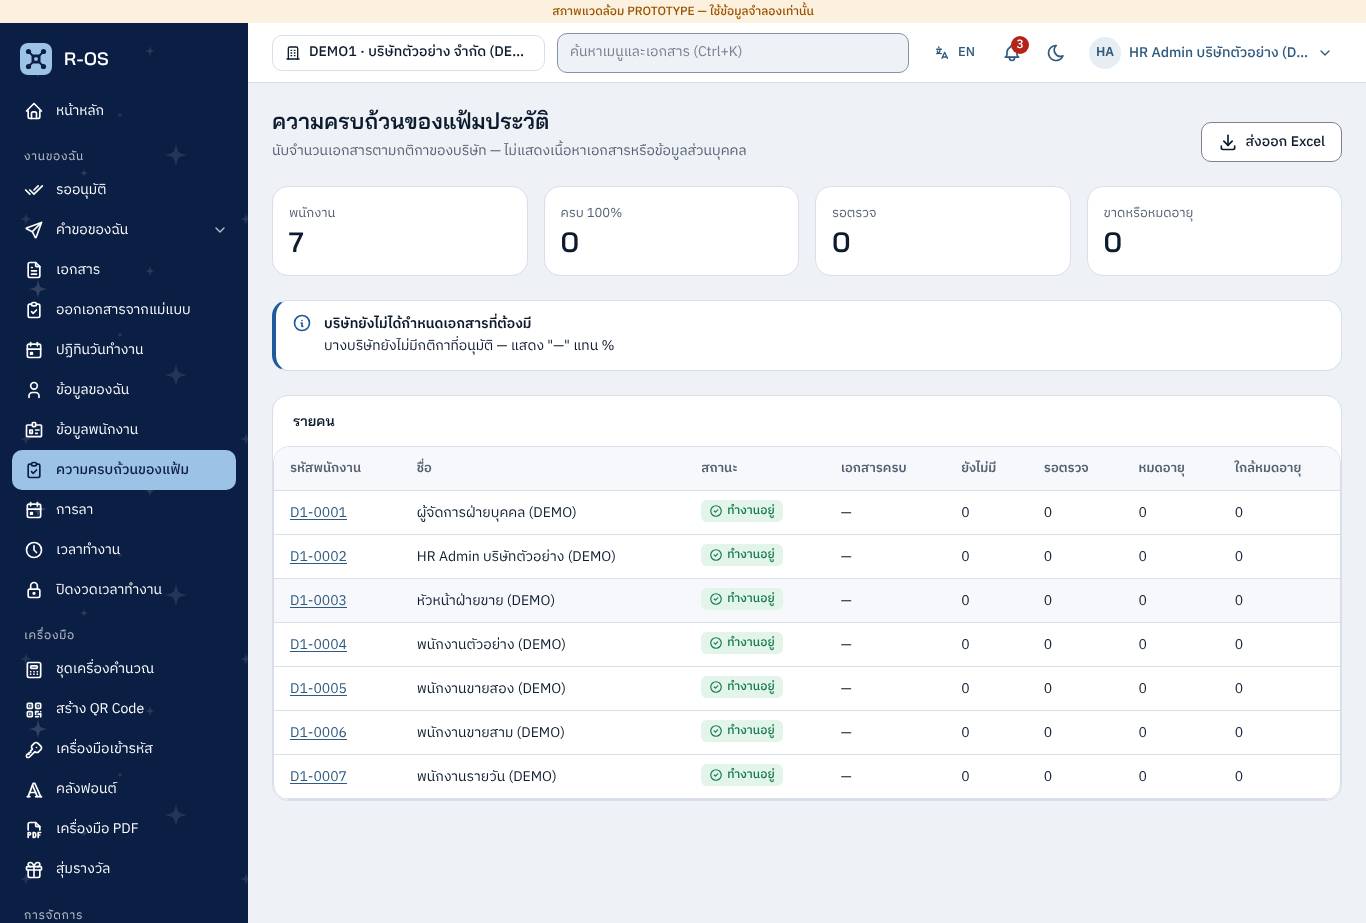 สภาพแวดล้อม PROTOTYPE — ใช้ข้อมูลจำลองเท่านั้น
R-OS
DEMO1 · บริษัทตัวอย่าง จำกัด (DE...
ค้นหาเมนูและเอกสาร (Ctrl+K)
EN
3
HA
HR Admin บริษัทตัวอย่าง (D...
หน้าหลัก
งานของฉัน
รออนุมัติ
คำขอของฉัน
เอกสาร
ออกเอกสารจากแม่แบบ
ปฏิทินวันทำงาน
ข้อมูลของฉัน
ข้อมูลพนักงาน
ความครบถ้วนของแฟ้ม
การลา
เวลาทำงาน
ปิดงวดเวลาทำงาน
เครื่องมือ
ชุดเครื่องคำนวณ
สร้าง QR Code
เครื่องมือเข้ารหัส
คลังฟอนต์
เครื่องมือ PDF
สุ่มรางวัล
การจัดการ
ความครบถ้วนของแฟ้มประวัติ
นับจำนวนเอกสารตามกติกาของบริษัท — ไม่แสดงเนื้อหาเอกสารหรือข้อมูลส่วนบุคคล
ส่งออก Excel
พนักงาน
7
ครบ 100%
0
รอตรวจ
0
ขาดหรือหมดอายุ
0
บริษัทยังไม่ได้กำหนดเอกสารที่ต้องมี
บางบริษัทยังไม่มีกติกาที่อนุมัติ — แสดง "—" แทน %
รายคน
รหัสพนักงาน ชื่อ สถานะ เอกสารครบ ยังไม่มี รอตรวจ หมดอายุ ใกล้หมดอายุ
D1-0001 ผู้จัดการฝ่ายบุคคล (DEMO) ทำงานอยู่ — 0 0 0 0
D1-0002 HR Admin บริษัทตัวอย่าง (DEMO) ทำงานอยู่ — 0 0 0 0
D1-0003 หัวหน้าฝ่ายขาย (DEMO) ทำงานอยู่ — 0 0 0 0
D1-0004 พนักงานตัวอย่าง (DEMO) ทำงานอยู่ — 0 0 0 0
D1-0005 พนักงานขายสอง (DEMO) ทำงานอยู่ — 0 0 0 0
D1-0006 พนักงานขายสาม (DEMO) ทำงานอยู่ — 0 0 0 0
D1-0007 พนักงานรายวัน (DEMO) ทำงานอยู่ — 0 0 0 0